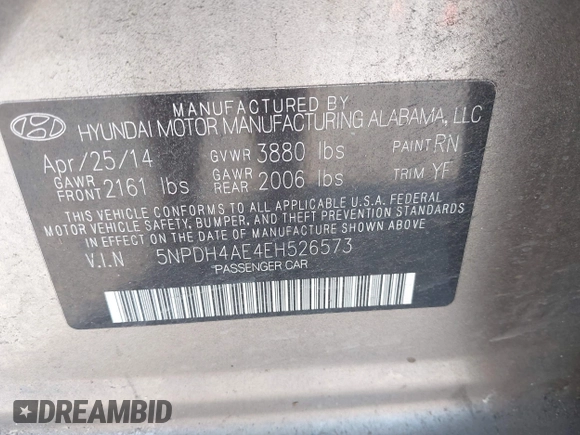 MANUFACTURED BY
HYUNDAI MOTOR MANUFACTURING ALABAMA, LLC
Apr/25/14 GVWR 3880 lbs PAINT RN
GAWR FRONT 2161 lbs GAWR REAR 2006 lbs TRIM YF
THIS VEHICLE CONFORMS TO ALL APPLICABLE U.S.A. FEDERAL
MOTOR VEHICLE SAFETY, BUMPER, AND THEFT PREVENTION STANDARDS
IN EFFECT ON THE DATE OF MANUFACTURE SHOWN ABOVE.
V.I.N 5NPDH4AE4EH526573
PASSENGER CAR
DREAMBID